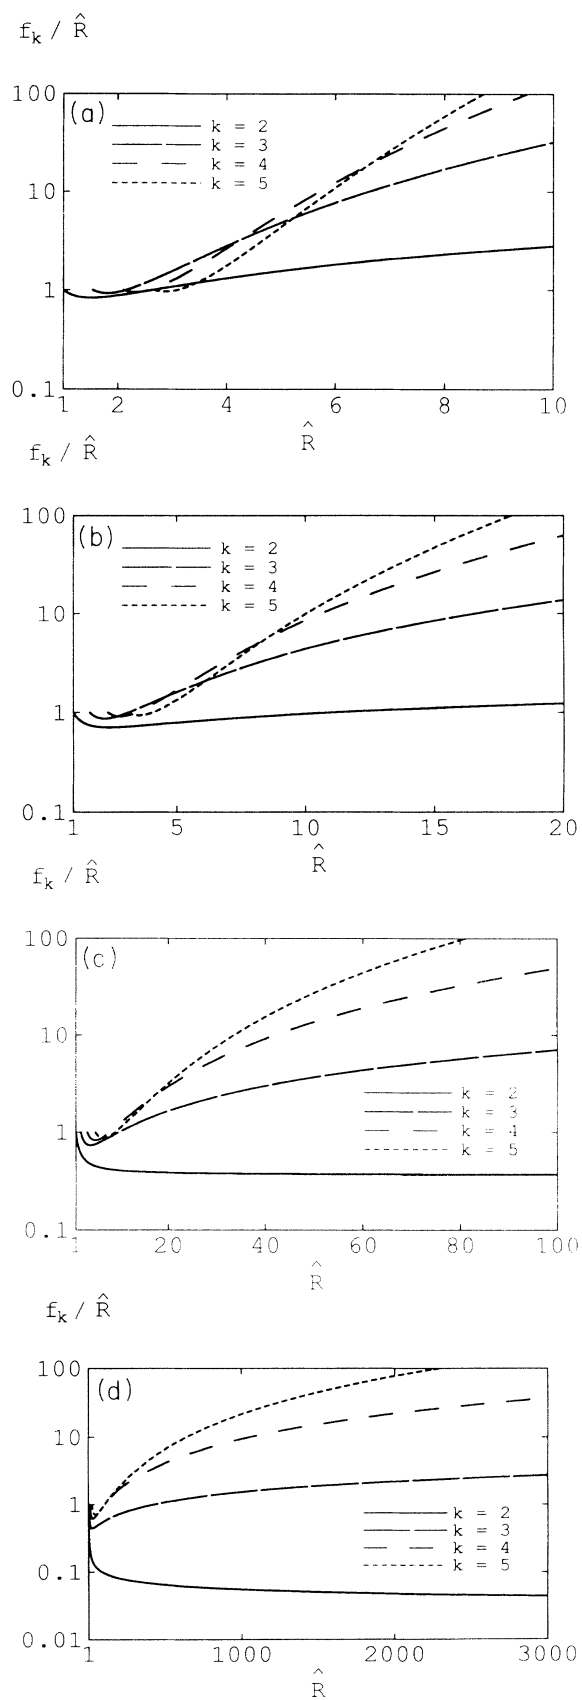 f_k / R̂
100
(a)
k = 2
k = 3
k = 4
k = 5
10
1
0.1
1 2 4 6 8 10
R̂
f_k / R̂
100
(b)
k = 2
k = 3
k = 4
k = 5
10
1
0.1
1 5 10 15 20
R̂
f_k / R̂
100
(c)
10
k = 2
k = 3
k = 4
k = 5
1
0.1
1 20 40 60 80 100
R̂
f_k / R̂
100
(d)
10
1
k = 2
k = 3
k = 4
k = 5
0.1
0.01
1 1000 2000 3000
R̂